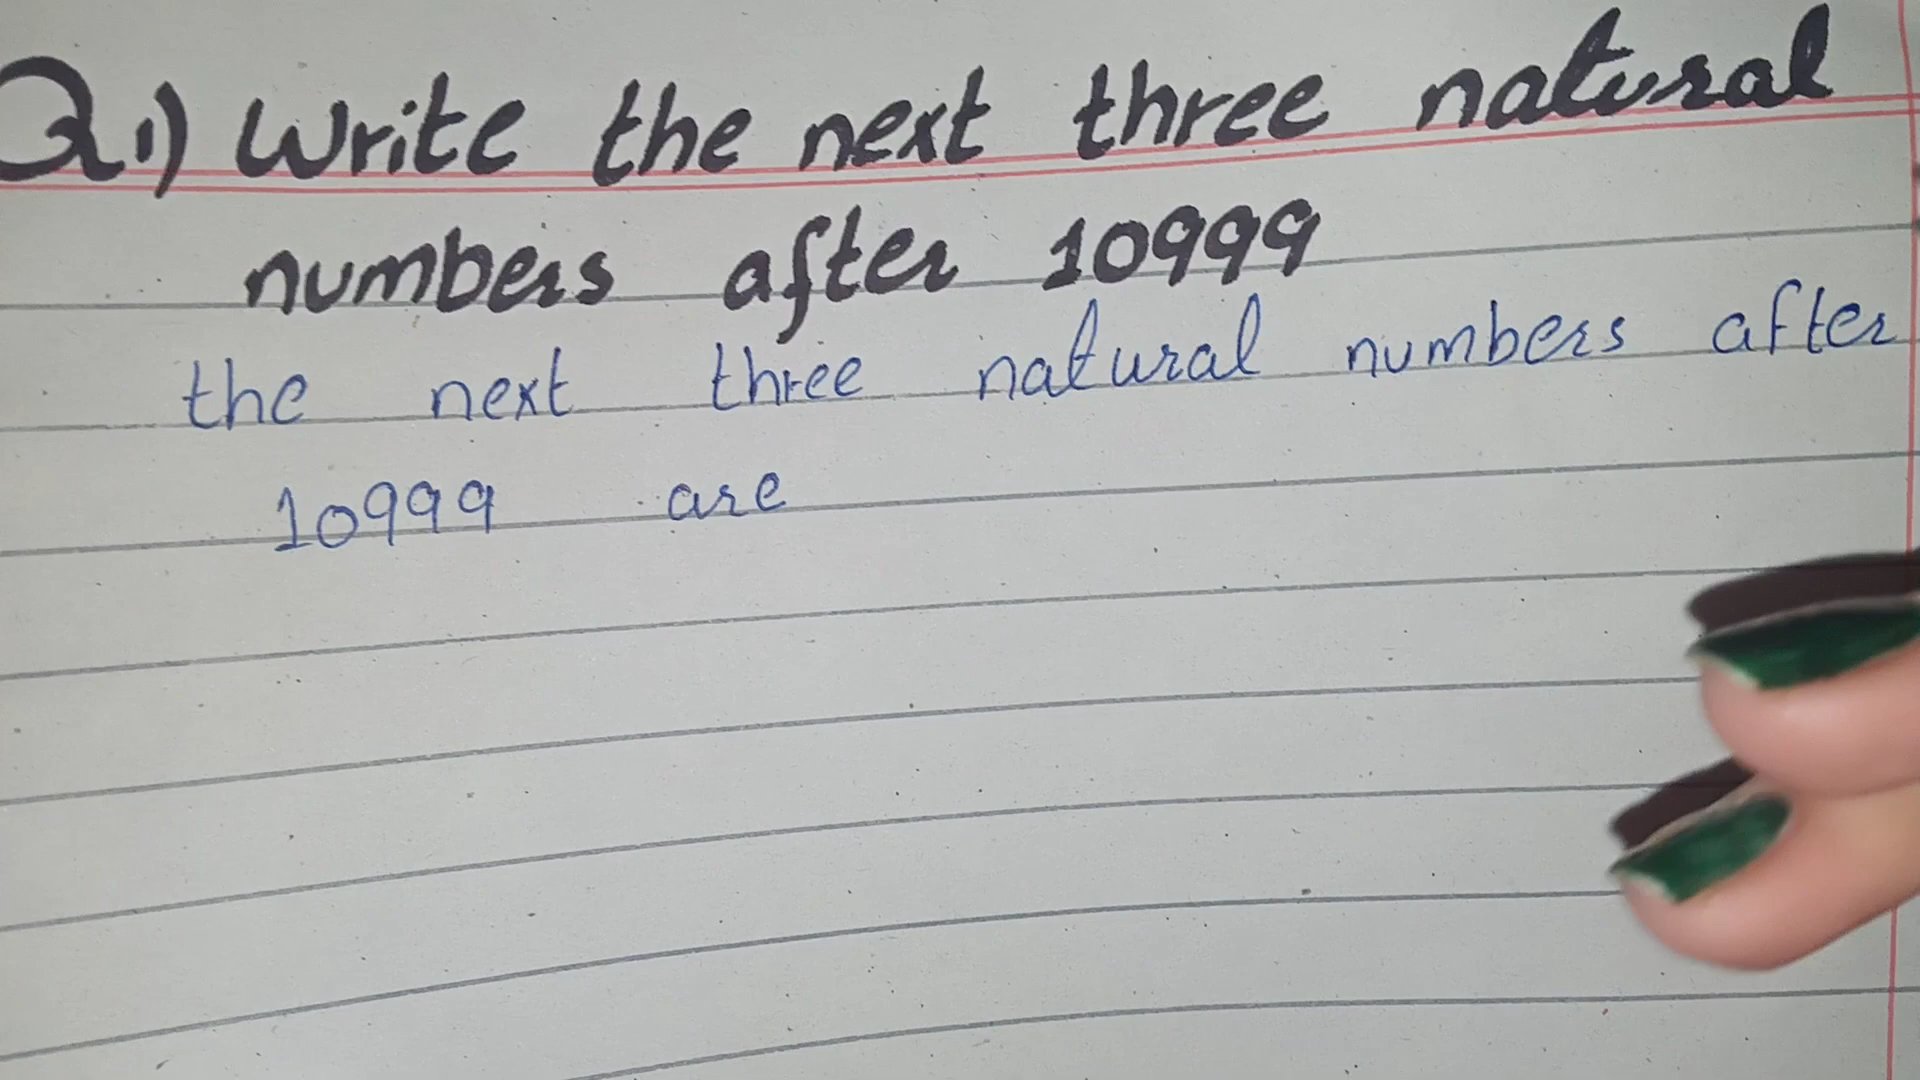 Q1) Write the next three natural
numbers after 10999
the next three natural numbers after
10999 are